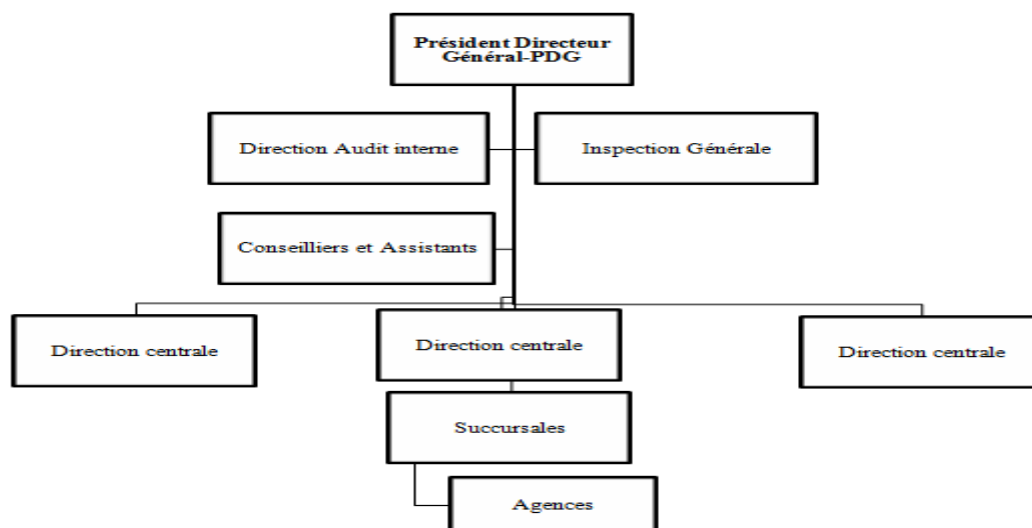 Président Directeur
Général-PDG
Direction Audit interne
Inspection Générale
Conseilliers et Assistants
Direction centrale
Direction centrale
Direction centrale
Succursales
Agences